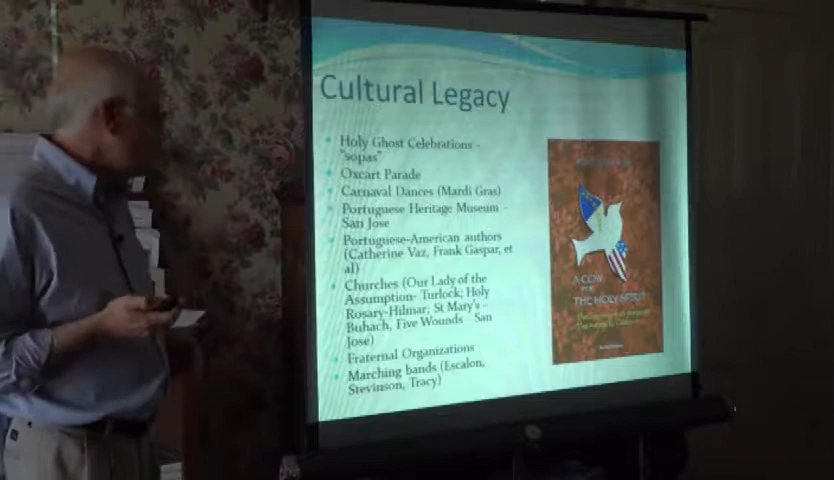 Cultural Legacy
Holy Ghost Celebrations -
"sopas"
Oxcart Parade
Carnaval Dances (Mardi Gras)
Portuguese Heritage Museum -
San Jose
Portuguese-American authors
(Catherine Vaz, Frank Gaspar, et
al)
Churches (Our Lady of the
Assumption- Turlock; Holy
Rosary-Hilmar; St Mary's -
Buhach, Five Wounds - San
Jose)
Fraternal Organizations
Marching bands (Escalon,
Stevinson, Tracy)
A COW
FOR
THE HOLY SPIRIT